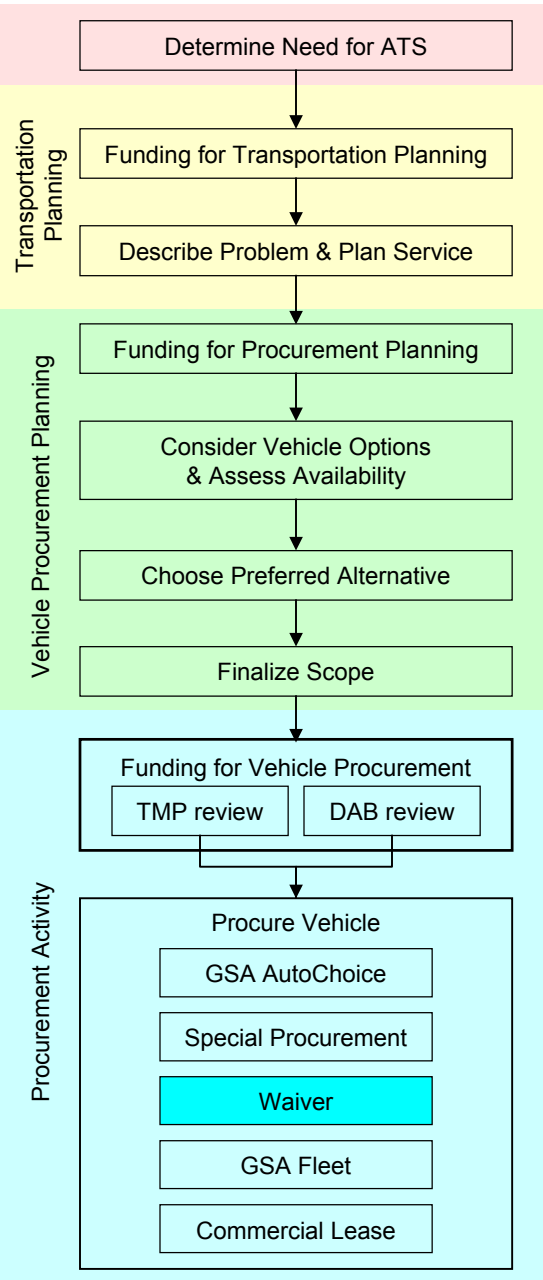 Determine Need for ATS
Transportation
Planning
Funding for Transportation Planning
Describe Problem & Plan Service
Vehicle Procurement Planning
Funding for Procurement Planning
Consider Vehicle Options
& Assess Availability
Choose Preferred Alternative
Finalize Scope
Procurement Activity
Funding for Vehicle Procurement
TMP review
DAB review
Procure Vehicle
GSA AutoChoice
Special Procurement
Waiver
GSA Fleet
Commercial Lease